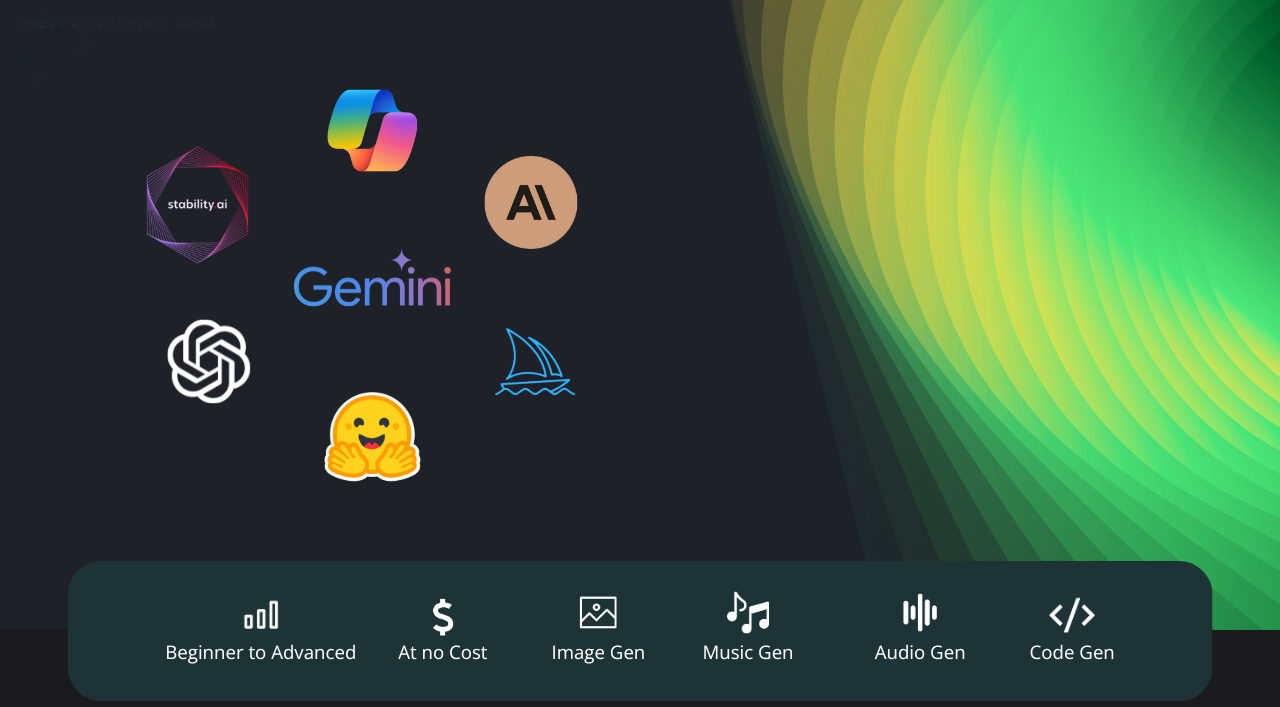 stability ai
AI
Gemini
Beginner to Advanced
At no Cost
Image Gen
Music Gen
Audio Gen
Code Gen